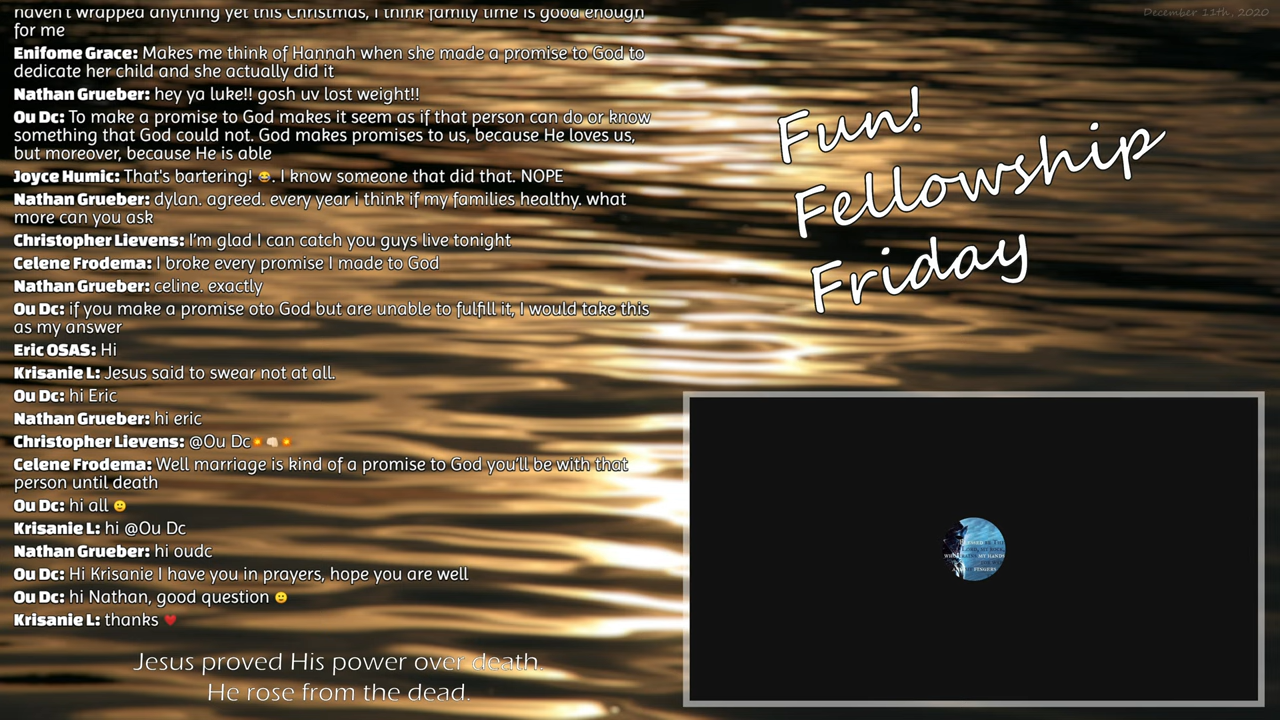 haven't wrapped anything yet this Christmas, I think family time is good enough
for me
Enifome Grace: Makes me think of Hannah when she made a promise to God to
dedicate her child and she actually did it
Nathan Grueber: hey ya luke!! gosh uv lost weight!!
Ou Dc: To make a promise to God makes it seem as if that person can do or know
something that God could not. God makes promises to us, because He loves us,
but moreover, because He is able
Joyce Humic: That's bartering! 😂. I know someone that did that. NOPE
Nathan Grueber: dylan. agreed. every year i think if my families healthy. what
more can you ask
Christopher Lievens: I'm glad I can catch you guys live tonight
Celene Frodema: I broke every promise I made to God
Nathan Grueber: celine. exactly
Ou Dc: if you make a promise oto God but are unable to fulfill it, I would take this
as my answer
Eric OSAS: Hi
Krisanie L: Jesus said to swear not at all.
Ou Dc: hi Eric
Nathan Grueber: hi eric
Christopher Lievens: @Ou Dc💥👊🏻💥
Celene Frodema: Well marriage is kind of a promise to God you'll be with that
person until death
Ou Dc: hi all 🙂
Krisanie L: hi @Ou Dc
Nathan Grueber: hi oudc
Ou Dc: Hi Krisanie I have you in prayers, hope you are well
Ou Dc: hi Nathan, good question 🙂
Krisanie L: thanks ❤️
Jesus proved His power over death.
He rose from the dead.
December 11th, 2020
Fun!
Fellowship
Friday
Blessed be the
Lord, my rock,
my hands
fingers